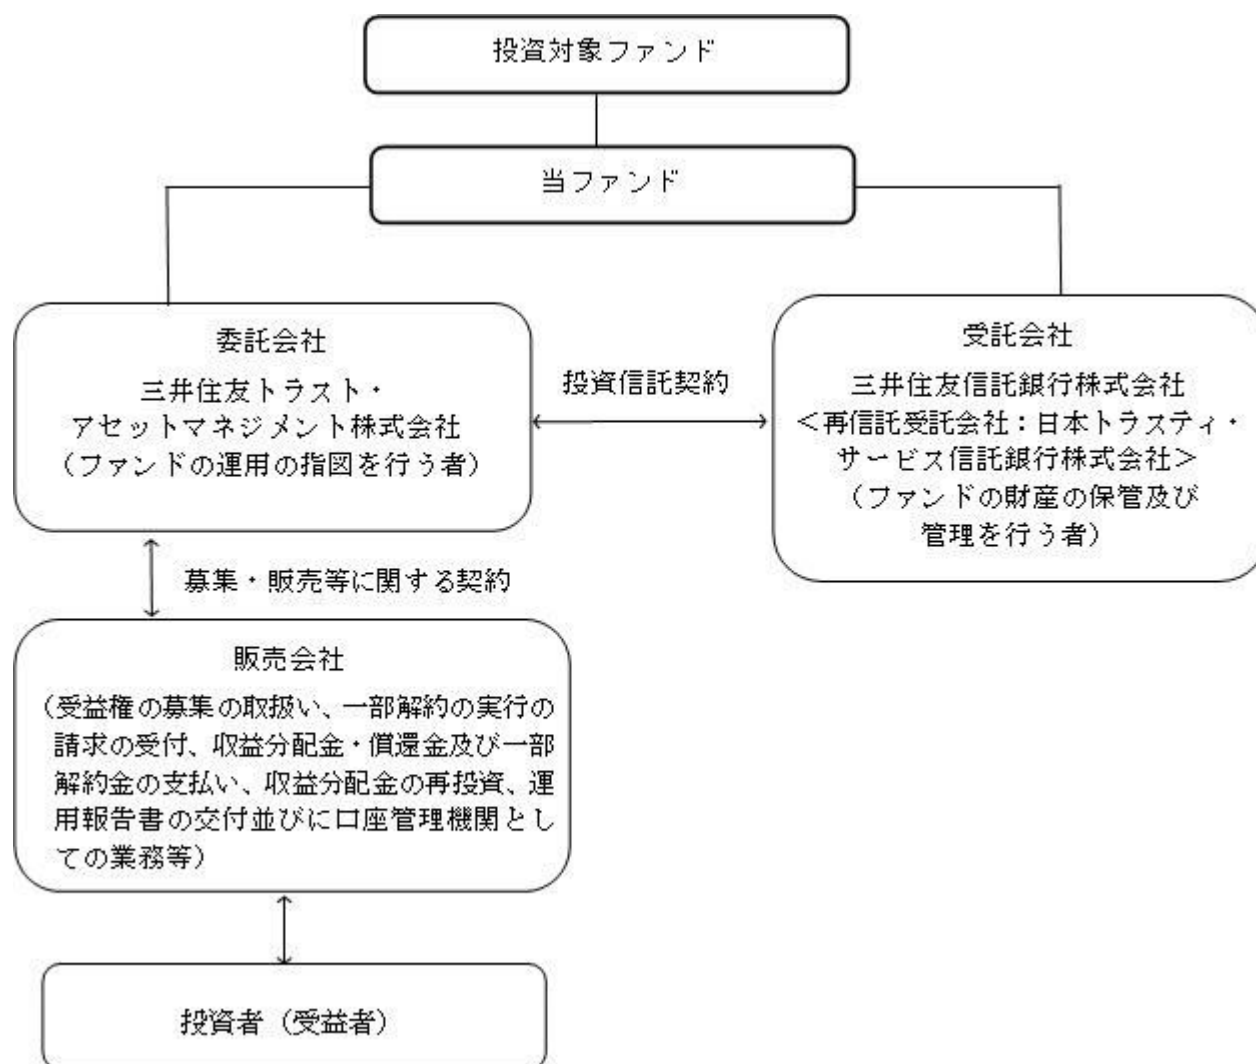 投資対象ファンド
当ファンド
委託会社
三井住友トラスト・
アセットマネジメント株式会社
（ファンドの運用の指図を行う者）
投資信託契約
受託会社
三井住友信託銀行株式会社
＜再信託受託会社：日本トラスティ・
サービス信託銀行株式会社＞
（ファンドの財産の保管及び
管理を行う者）
募集・販売等に関する契約
販売会社
（受益権の募集の取扱い、一部解約の実行の
請求の受付、収益分配金・償還金及び一部
解約金の支払い、収益分配金の再投資、運
用報告書の交付並びに口座管理機関とし
ての業務等）
投資者（受益者）